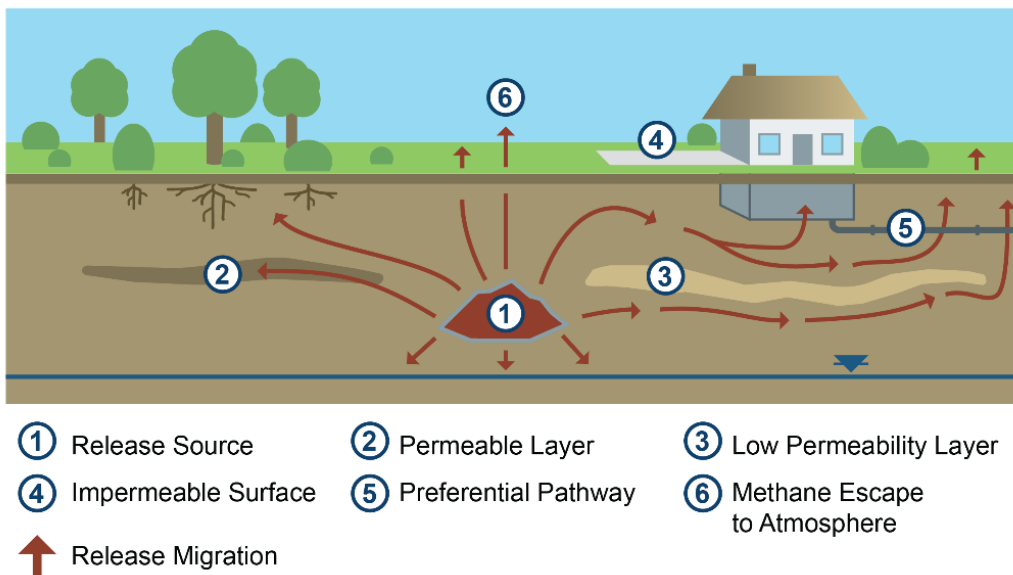 6
4
5
2
3
1
1 Release Source
2 Permeable Layer
3 Low Permeability Layer
4 Impermeable Surface
5 Preferential Pathway
6 Methane Escape
to Atmosphere
Release Migration